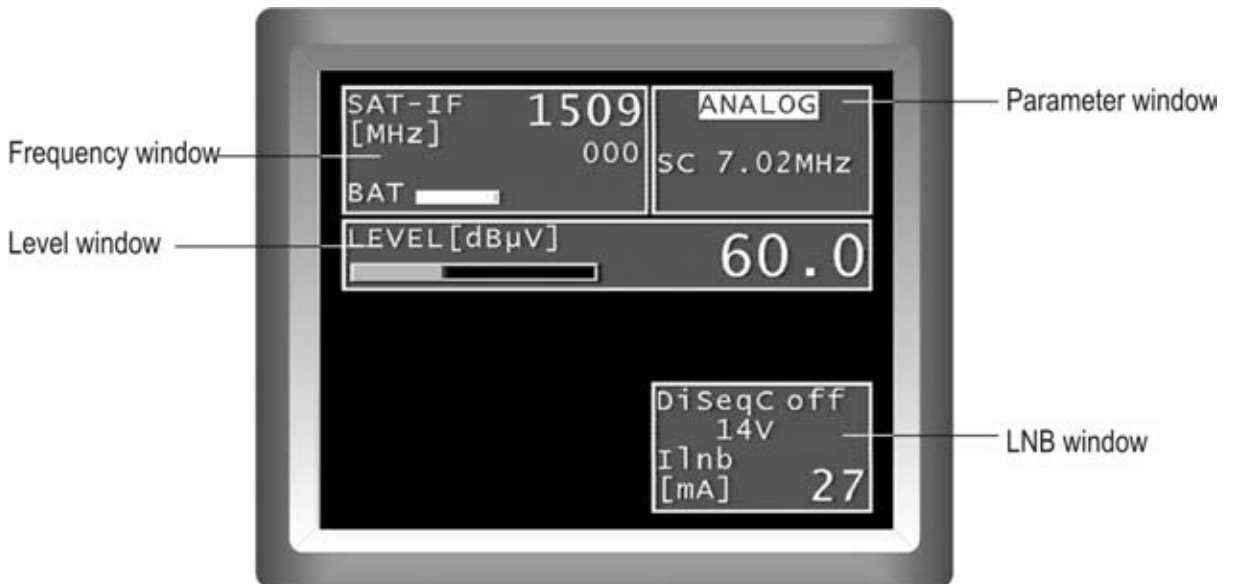 SAT-IF 1509
[MHz] 000
BAT
ANALOG
SC 7.02MHz
Parameter window
Frequency window
Level window
LEVEL[dBµV] 60.0
DiSeqC off
14V
Ilnb
[mA] 27
LNB window